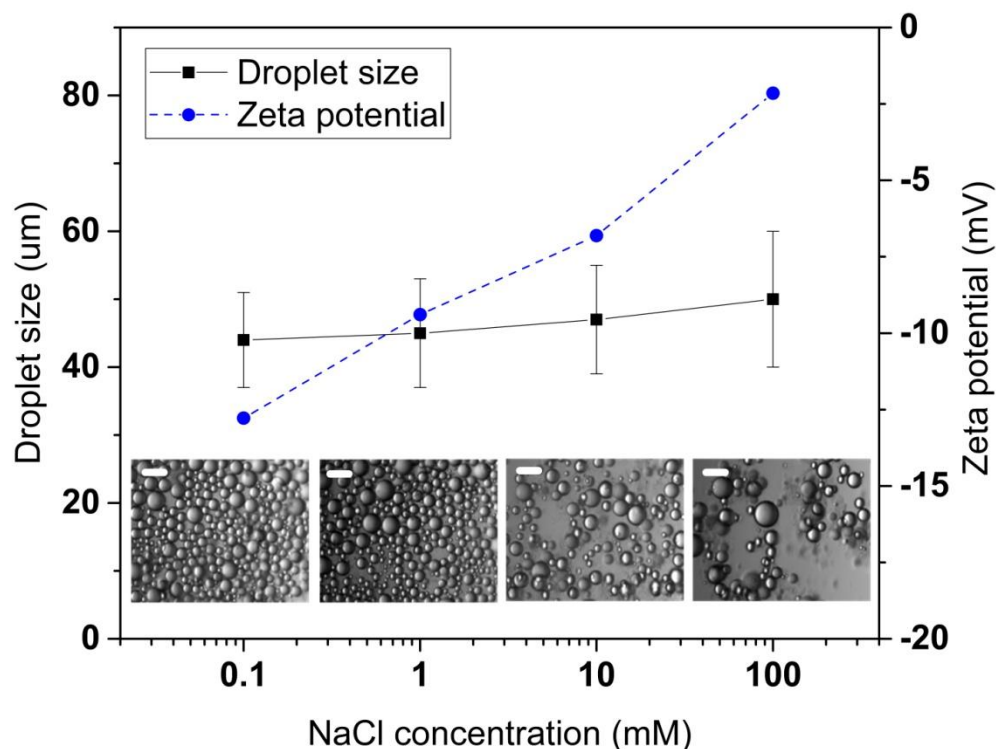 Droplet size
Zeta potential
Droplet size (um)
80
60
40
20
0
0
-5
-10
-15
-20
Zeta potential (mV)
0.1
1
10
100
NaCl concentration (mM)